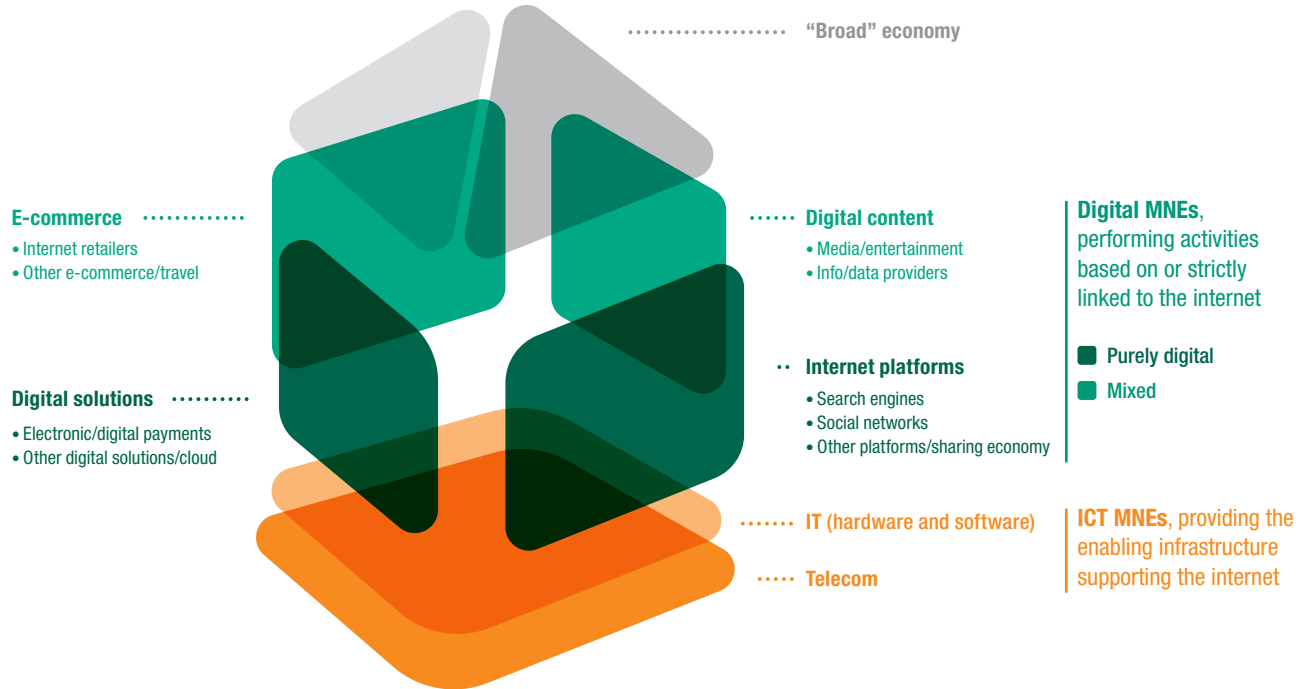 “Broad” economy
E-commerce
• Internet retailers
• Other e-commerce/travel
Digital content
• Media/entertainment
• Info/data providers
Digital MNEs,
performing activities
based on or strictly
linked to the internet
Purely digital
Mixed
Digital solutions
• Electronic/digital payments
• Other digital solutions/cloud
Internet platforms
• Search engines
• Social networks
• Other platforms/sharing economy
IT (hardware and software)
Telecom
ICT MNEs, providing the
enabling infrastructure
supporting the internet